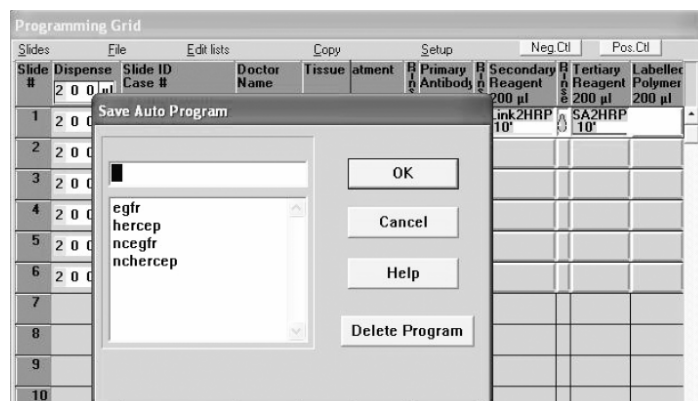 Programming Grid
Slides File Edit lists Copy Setup Neg.Ctl Pos.Ctl
Slide # Dispense 2 0 0 µl Slide ID Case # Doctor Name Tissue atment Rinse Primary Antibody Rinse Secondary Reagent 200 µl Rinse Tertiary Reagent 200 µl Labelled Polymer 200 µl
Save Auto Program
1 2 0 0 Link2HRP 10' SA2HRP 10'
2 2 0 0
3 2 0 0
4 2 0 0
5 2 0 0
6 2 0 0
7
8
9
10
egfr
hercep
ncegfr
nchercep
OK
Cancel
Help
Delete Program